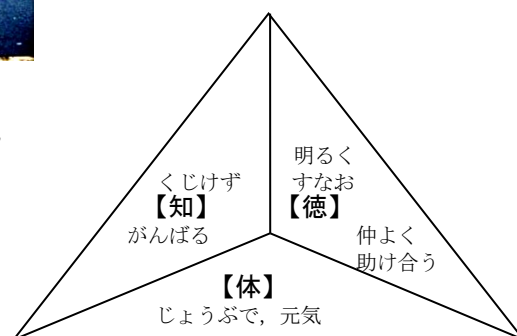 くじけず
【知】
がんばる
明るく
すなお
【徳】
仲よく
助け合う
【体】
じょうぶで，元気